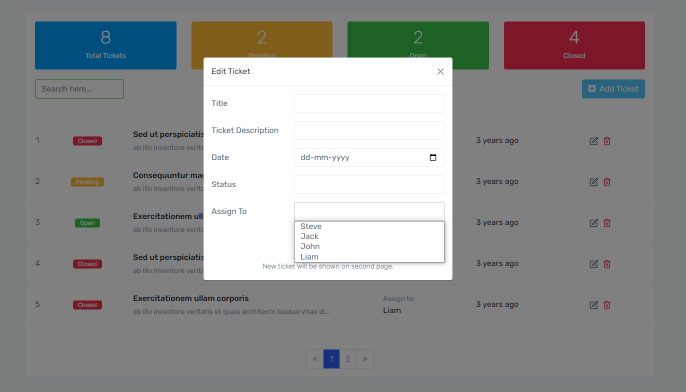 8
Total Tickets
2
Pending
2
Open
4
Closed
Search here...
Add Ticket
Edit Ticket
×
Title
Ticket Description
Date
dd-mm-yyyy
Status
Assign To
Steve
Jack
John
Liam
New ticket will be shown on second page.
1
Closed
Sed ut perspiciatis
ab illo inventore verita
3 years ago
2
Pending
Consequuntur ma
ab illo inventore verita
3 years ago
3
Open
Exercitationem ull
ab illo inventore verita
3 years ago
4
Closed
Sed ut perspiciatis
ab illo inventore verita
3 years ago
5
Closed
Exercitationem ullam corporis
ab illo inventore veritatis et quasi architecto beatae vitae di...
Assign to:
Liam
3 years ago
« 1 2 »